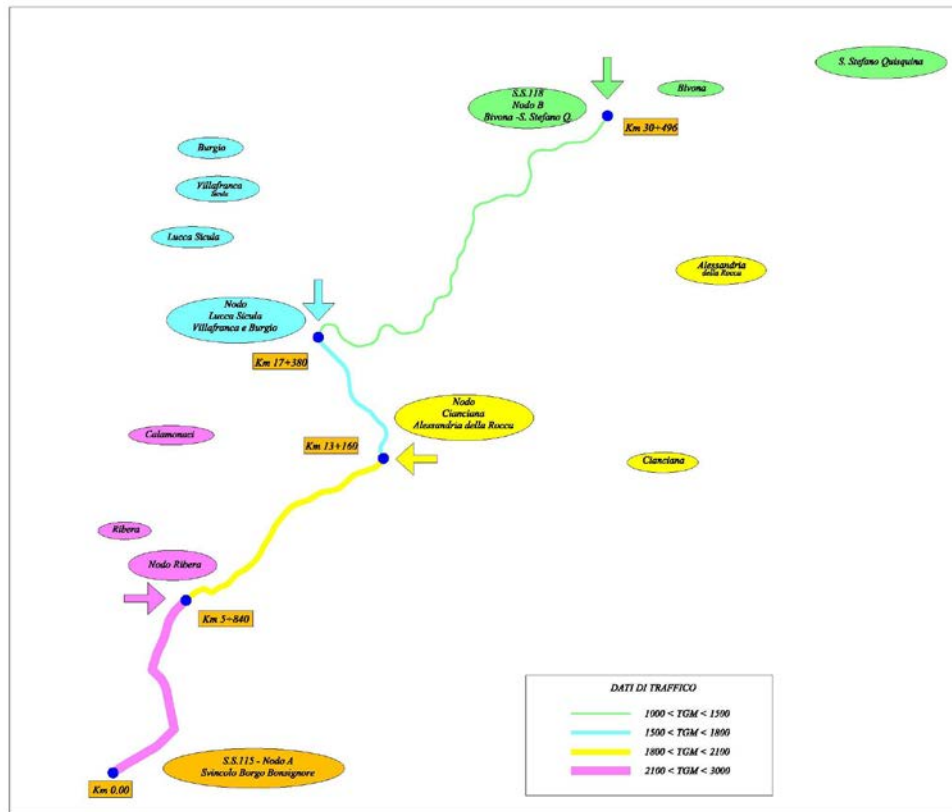 S. Stefano Quisquina
Bivona
S.S.118
Nodo B
Bivona -S. Stefano Q.
Km 30+496
Burgio
Villafranca
Sicula
Lucca Sicula
Alessandria
della Rocca
Nodo
Lucca Sicula
Villafranca e Burgio
Km 17+380
Nodo
Cianciana
Alessandria della Rocca
Calamonaci
Km 13+160
Cianciana
Ribera
Nodo Ribera
Km 5+840
DATI DI TRAFFICO
1000 < TGM < 1500
1500 < TGM < 1800
1800 < TGM < 2100
2100 < TGM < 3000
S.S.115 - Nodo A
Svincolo Borgo Bonsignore
Km 0,00